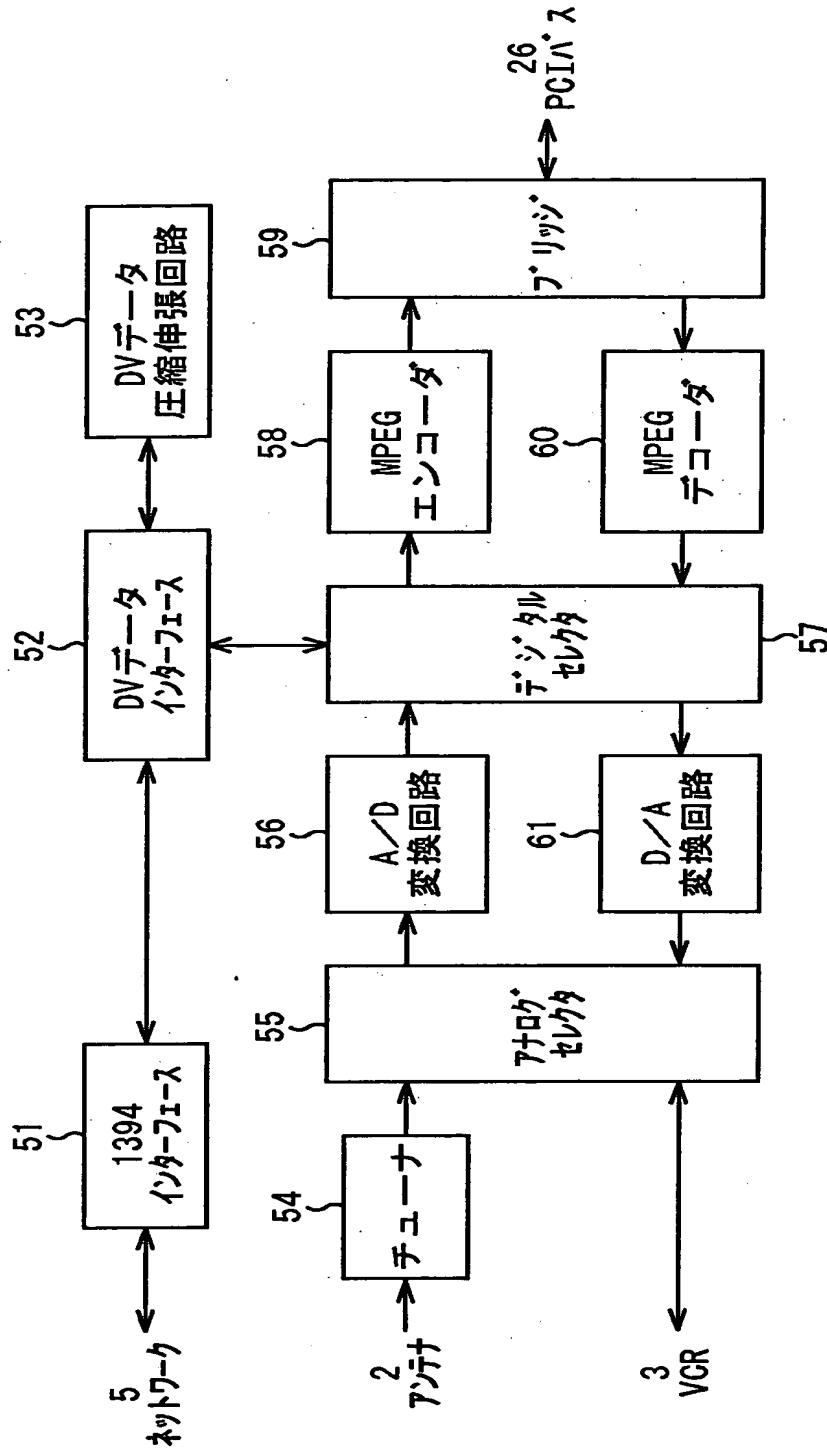 5
ネットワーク
51
1394
インターフェース
52
DVデータ
インターフェース
53
DVデータ
圧縮伸張回路
2
アンテナ
54
チューナ
3
VCR
55
アナログ
セレクタ
56
A/D
変換回路
61
D/A
変換回路
デジタル
セレクタ
57
58
MPEG
エンコーダ
60
MPEG
デコーダ
59
ブリッジ
26
PCIバス